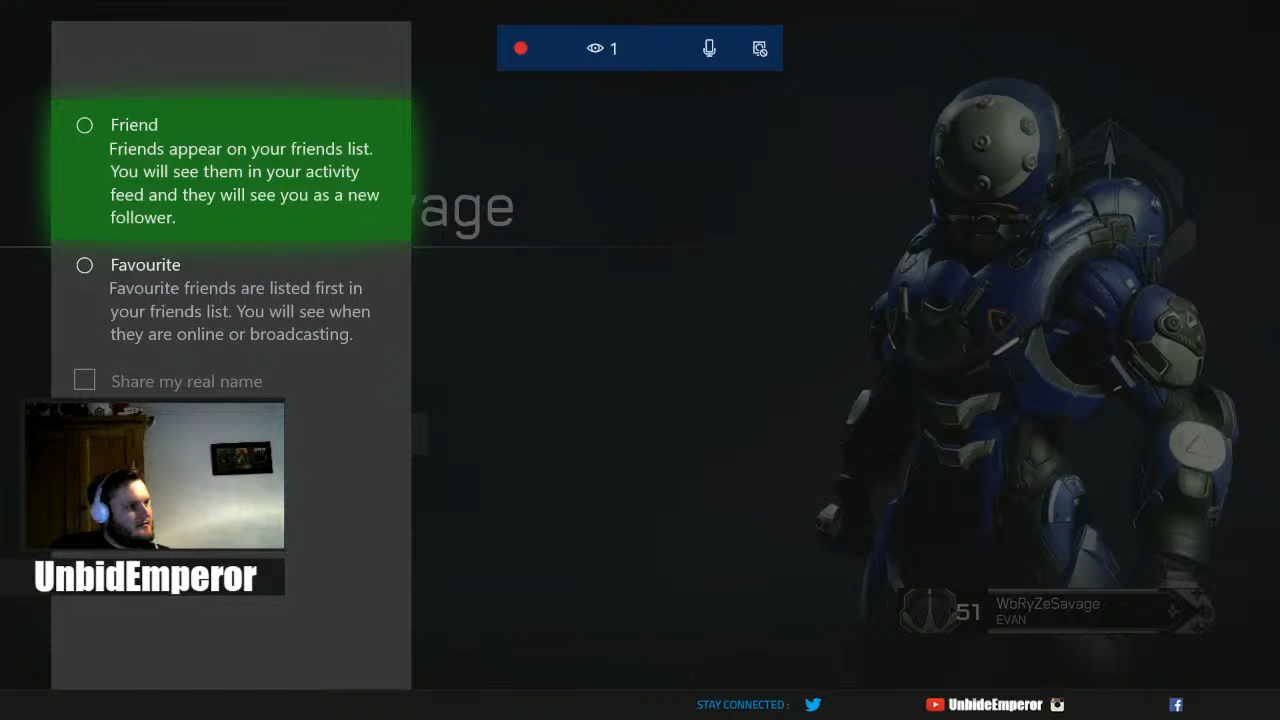 1
Friend
Friends appear on your friends list.
You will see them in your activity
feed and they will see you as a new
follower.
vage
Favourite
Favourite friends are listed first in
your friends list. You will see when
they are online or broadcasting.
Share my real name
UnbidEmperor
51
WbRyZeSavage
EVAN
STAY CONNECTED :
UnbideEmperor